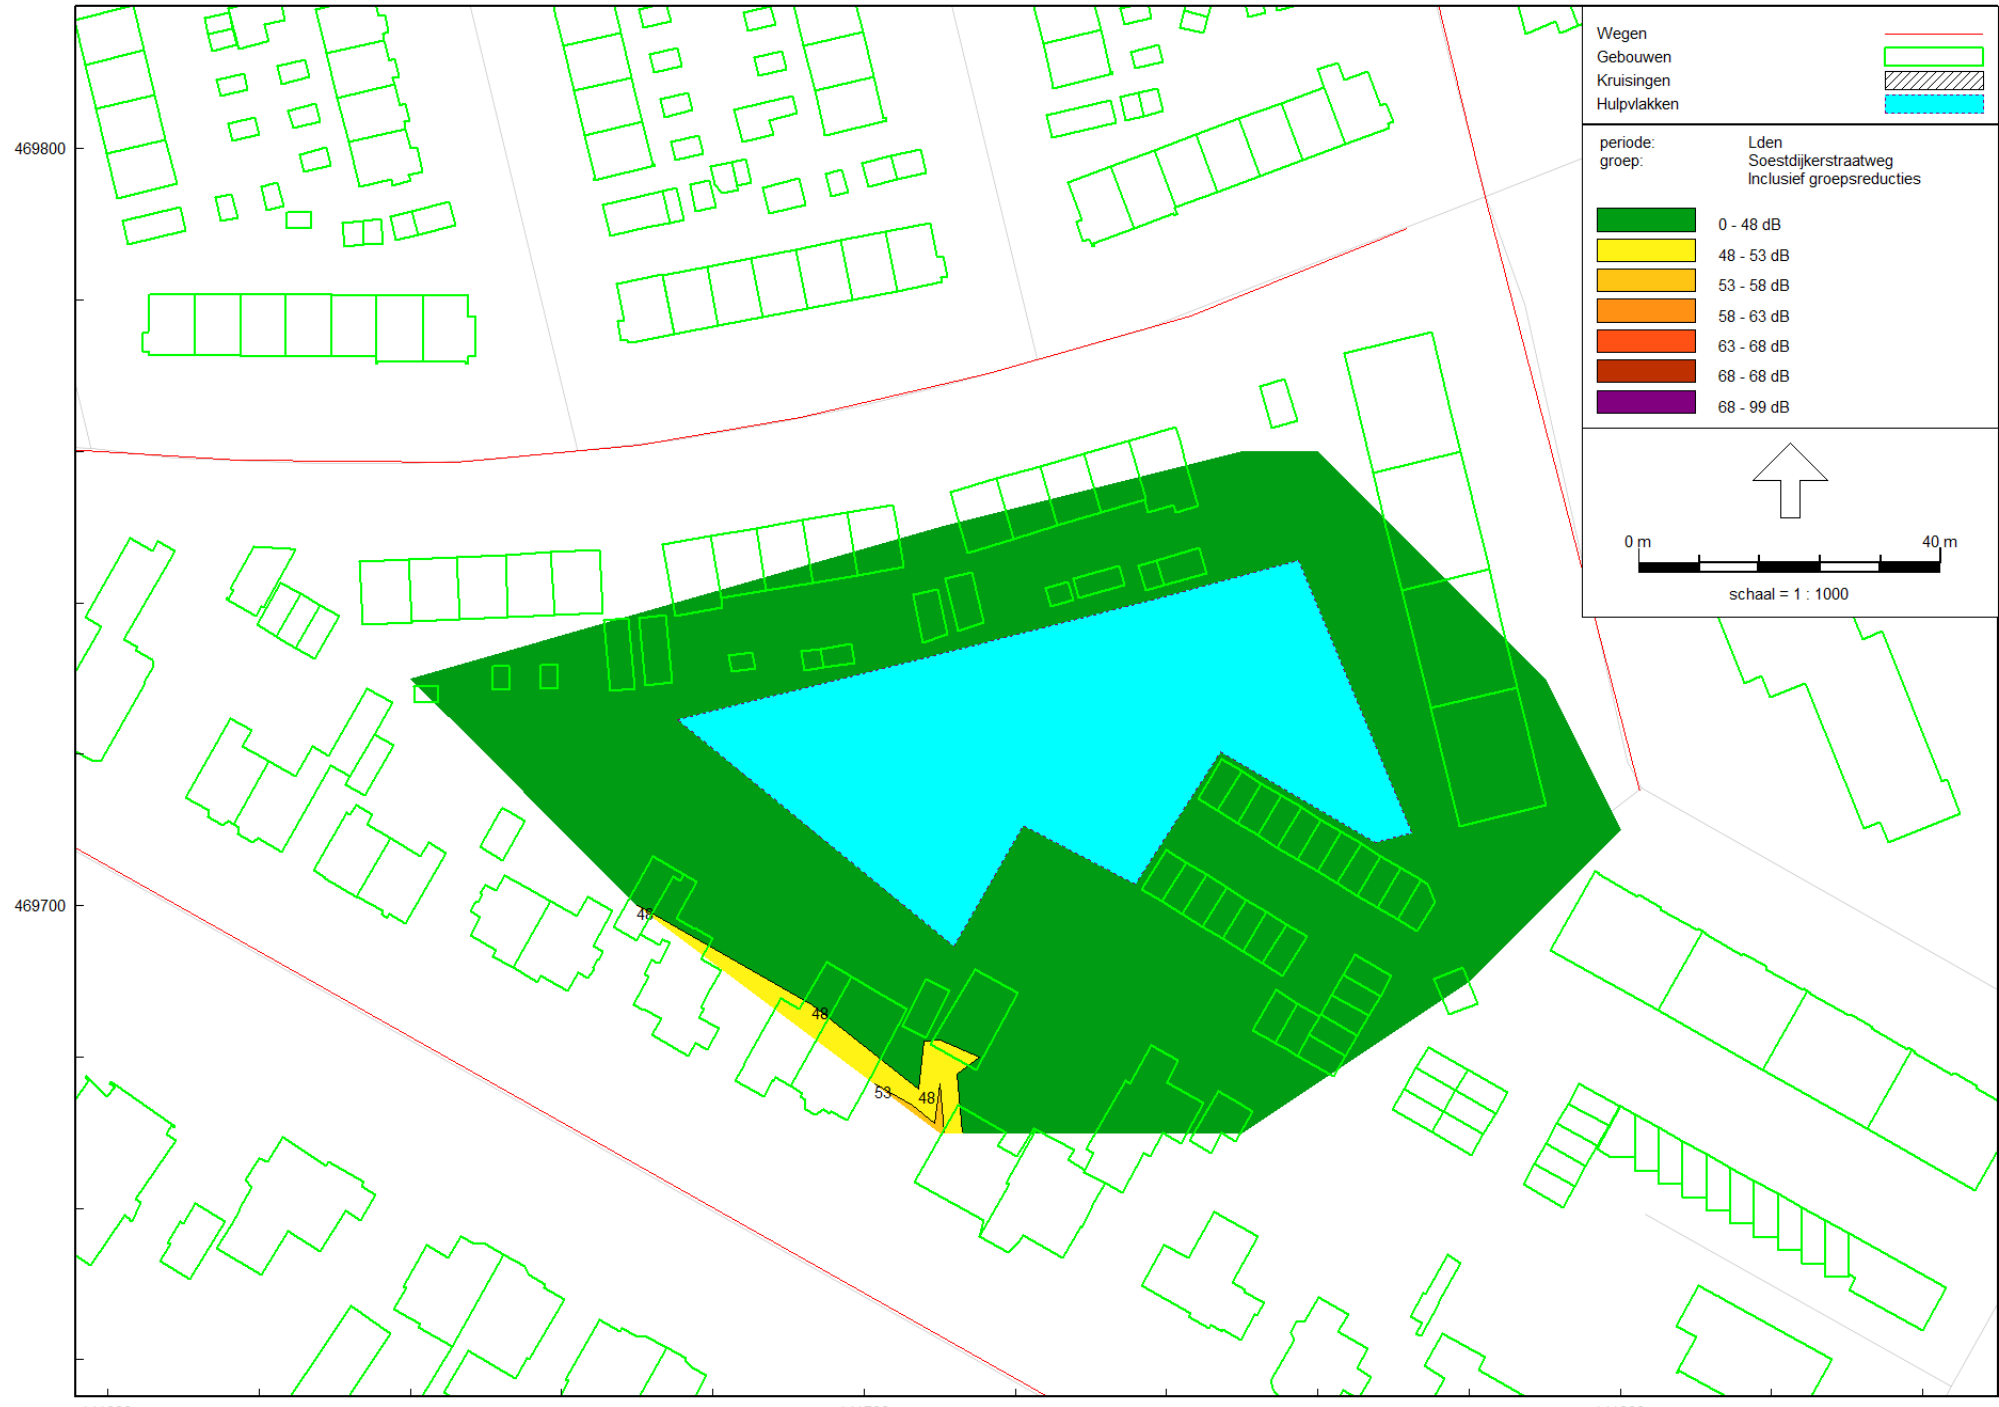 Wegen
Gebouwen
Kruisingen
Hulpvlakken
periode: Lden
groep: Soestdijkerstraatweg
Inclusief groepsreducties
0 - 48 dB
48 - 53 dB
53 - 58 dB
58 - 63 dB
63 - 68 dB
68 - 68 dB
68 - 99 dB
0 m 40 m
schaal = 1 : 1000
469800
469700
48
48
53
48